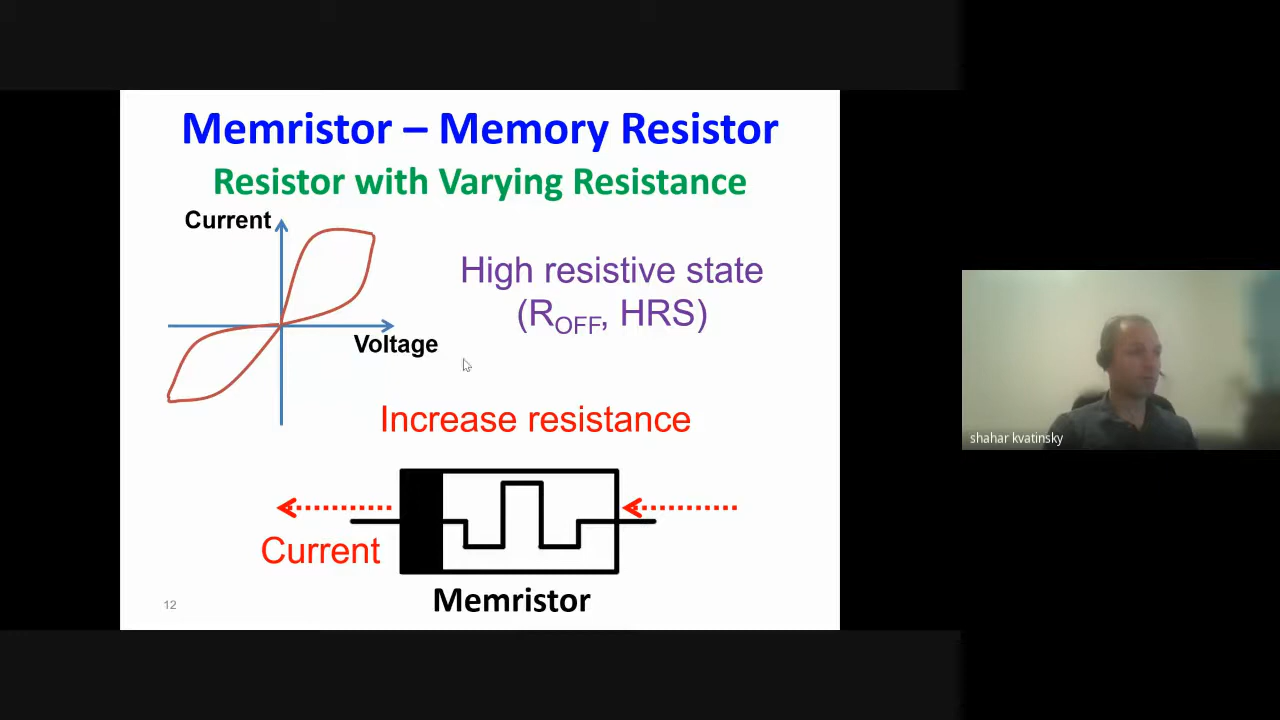 Memristor – Memory Resistor
Resistor with Varying Resistance
Current
High resistive state
(ROFF, HRS)
Voltage
Increase resistance
Current
Memristor
12
shahar kvatinsky